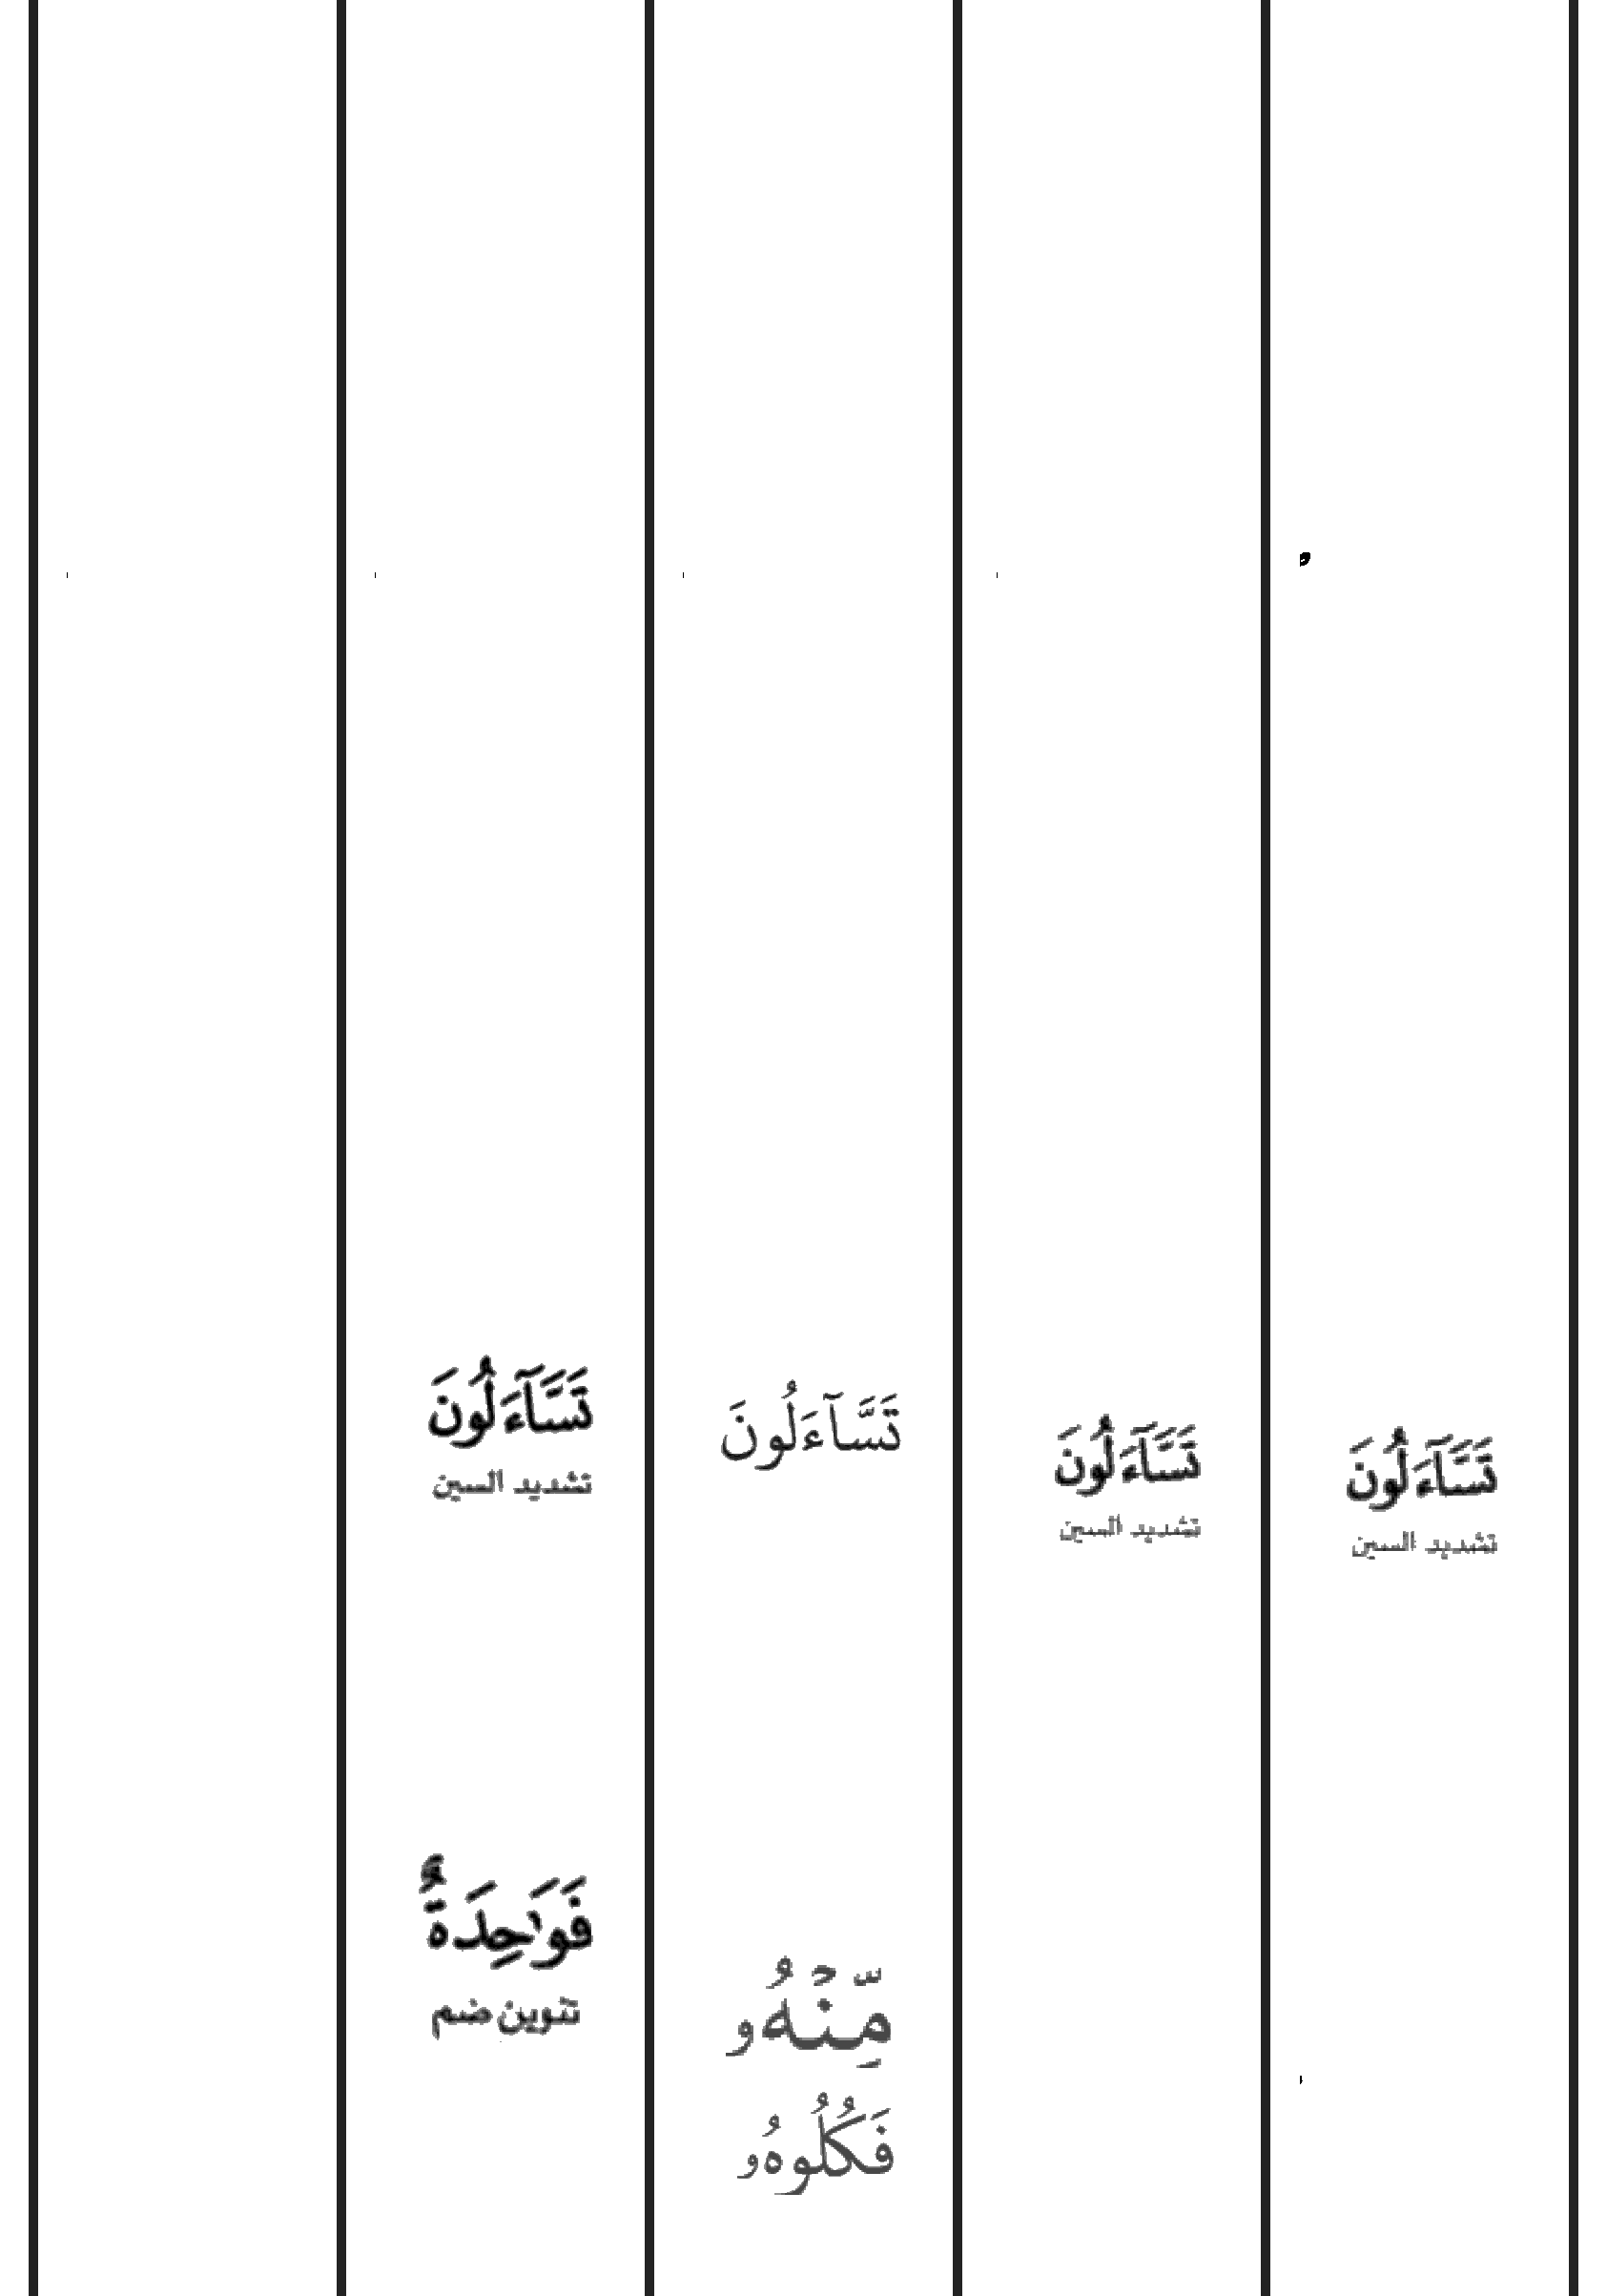 تَسَّآءَلُونَ
تشديد السين
تَسَّآءَلُونَ
تشديد السين
تَسَّآءَلُونَ
مِّنْهُۥ
فَكُلُوهُۥ
تَسَّآءَلُونَ
تشديد السين
فَوَٰحِدَةٌ
تنوين ضم